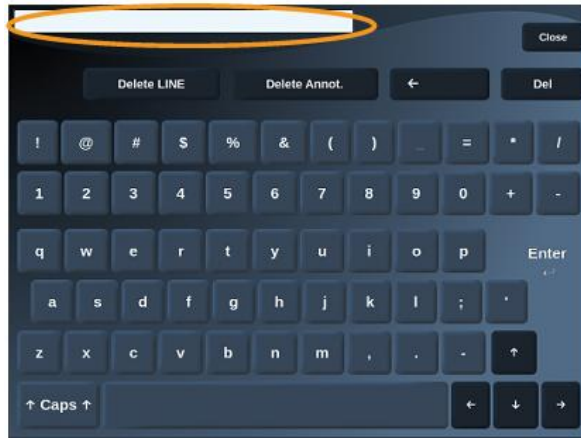 Close
Delete LINE Delete Annot. ← Del
! @ # $ % & ( ) _ = * /
1 2 3 4 5 6 7 8 9 0 + -
q w e r t y u i o p Enter ↵
a s d f g h j k l ; '
z x c v b n m , . - ↑
↑ Caps ↑ ← ↓ →